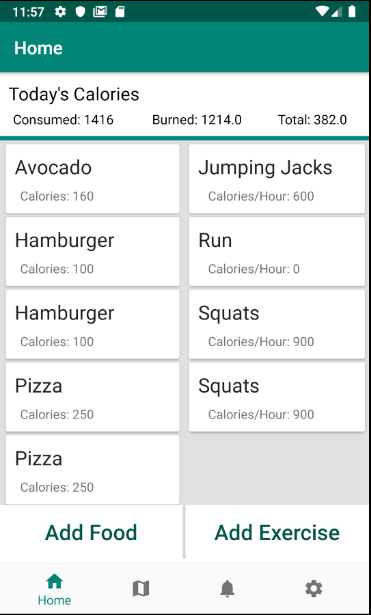 11:57
Home
Today's Calories
Consumed: 1416 Burned: 1214.0 Total: 382.0
Avocado
Calories: 160
Hamburger
Calories: 100
Hamburger
Calories: 100
Pizza
Calories: 250
Pizza
Calories: 250
Jumping Jacks
Calories/Hour: 600
Run
Calories/Hour: 0
Squats
Calories/Hour: 900
Squats
Calories/Hour: 900
Add Food
Add Exercise
Home